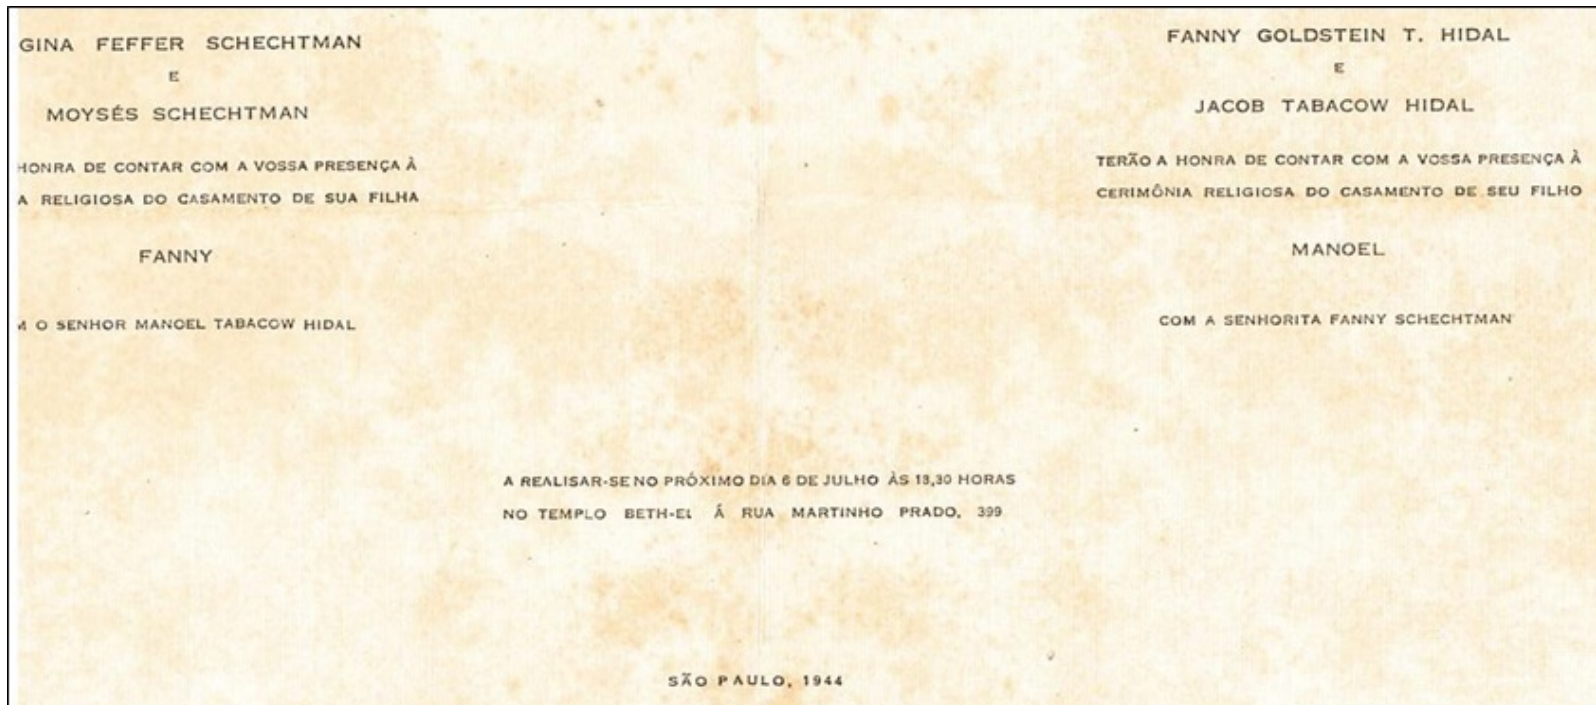 GINA FEFFER SCHECHTMAN
E
MOYSÉS SCHECHTMAN
HONRA DE CONTAR COM A VOSSA PRESENÇA À
A RELIGIOSA DO CASAMENTO DE SUA FILHA
FANNY
M O SENHOR MANOEL TABACOW HIDAL
FANNY GOLDSTEIN T. HIDAL
E
JACOB TABACOW HIDAL
TERÃO A HONRA DE CONTAR COM A VOSSA PRESENÇA À
CERIMÔNIA RELIGIOSA DO CASAMENTO DE SEU FILHO
MANOEL
COM A SENHORITA FANNY SCHECHTMAN
A REALISAR-SE NO PRÓXIMO DIA 6 DE JULHO ÀS 18,30 HORAS
NO TEMPLO BETH-EL Á RUA MARTINHO PRADO, 399
SÃO PAULO, 1944